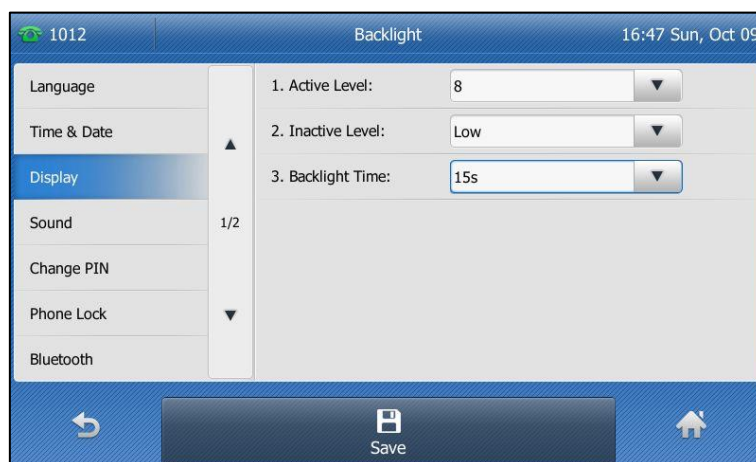 1012 Backlight 16:47 Sun, Oct 09
Language
Time & Date
Display
Sound
Change PIN
Phone Lock
Bluetooth
1/2
1. Active Level: 8
2. Inactive Level: Low
3. Backlight Time: 15s
Save